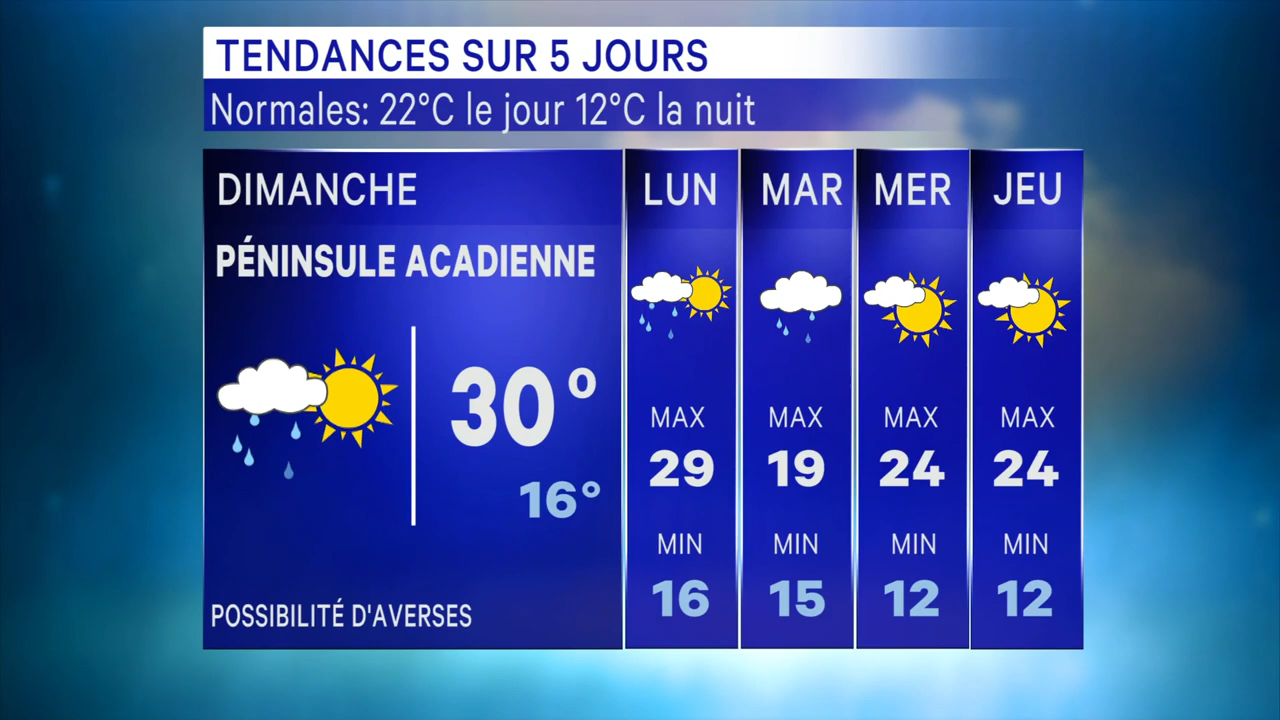 TENDANCES SUR 5 JOURS
Normales: 22°C le jour 12°C la nuit
DIMANCHE
PÉNINSULE ACADIENNE
30°
16°
POSSIBILITÉ D'AVERSES
LUN
MAX
29
MIN
16
MAR
MAX
19
MIN
15
MER
MAX
24
MIN
12
JEU
MAX
24
MIN
12